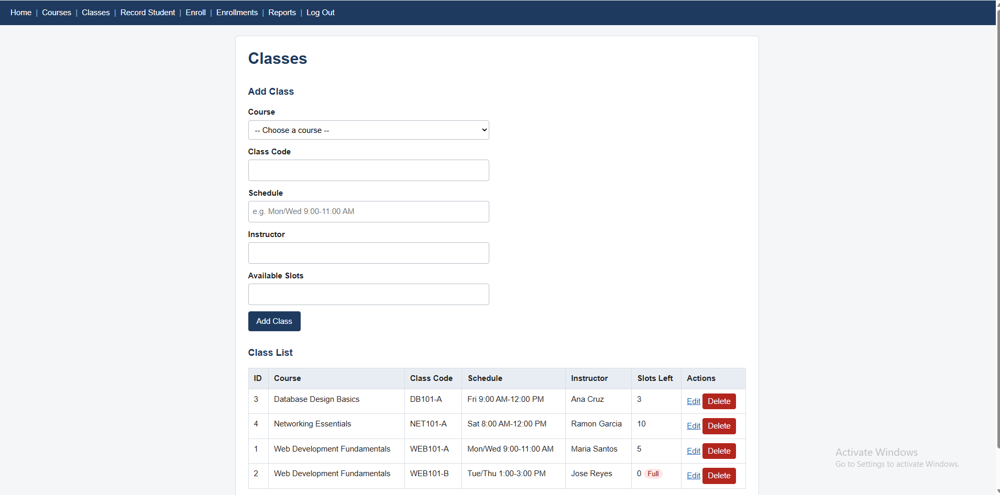 Home | Courses | Classes | Record Student | Enroll | Enrollments | Reports | Log Out
Classes
Add Class
Course
-- Choose a course --
Class Code
Schedule
e.g. Mon/Wed 9:00-11:00 AM
Instructor
Available Slots
Add Class
Class List
ID Course Class Code Schedule Instructor Slots Left Actions
3 Database Design Basics DB101-A Fri 9:00 AM-12:00 PM Ana Cruz 3 Edit Delete
4 Networking Essentials NET101-A Sat 8:00 AM-12:00 PM Ramon Garcia 10 Edit Delete
1 Web Development Fundamentals WEB101-A Mon/Wed 9:00-11:00 AM Maria Santos 5 Edit Delete
2 Web Development Fundamentals WEB101-B Tue/Thu 1:00-3:00 PM Jose Reyes 0 Full Edit Delete
Activate Windows
Go to Settings to activate Windows.